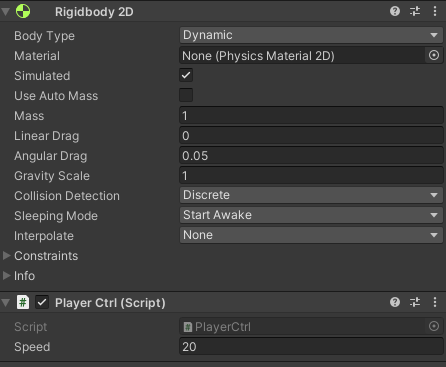 Rigidbody 2D
Body Type Dynamic
Material None (Physics Material 2D)
Simulated
Use Auto Mass
Mass 1
Linear Drag 0
Angular Drag 0.05
Gravity Scale 1
Collision Detection Discrete
Sleeping Mode Start Awake
Interpolate None
Constraints
Info
# Player Ctrl (Script)
Script PlayerCtrl
Speed 20